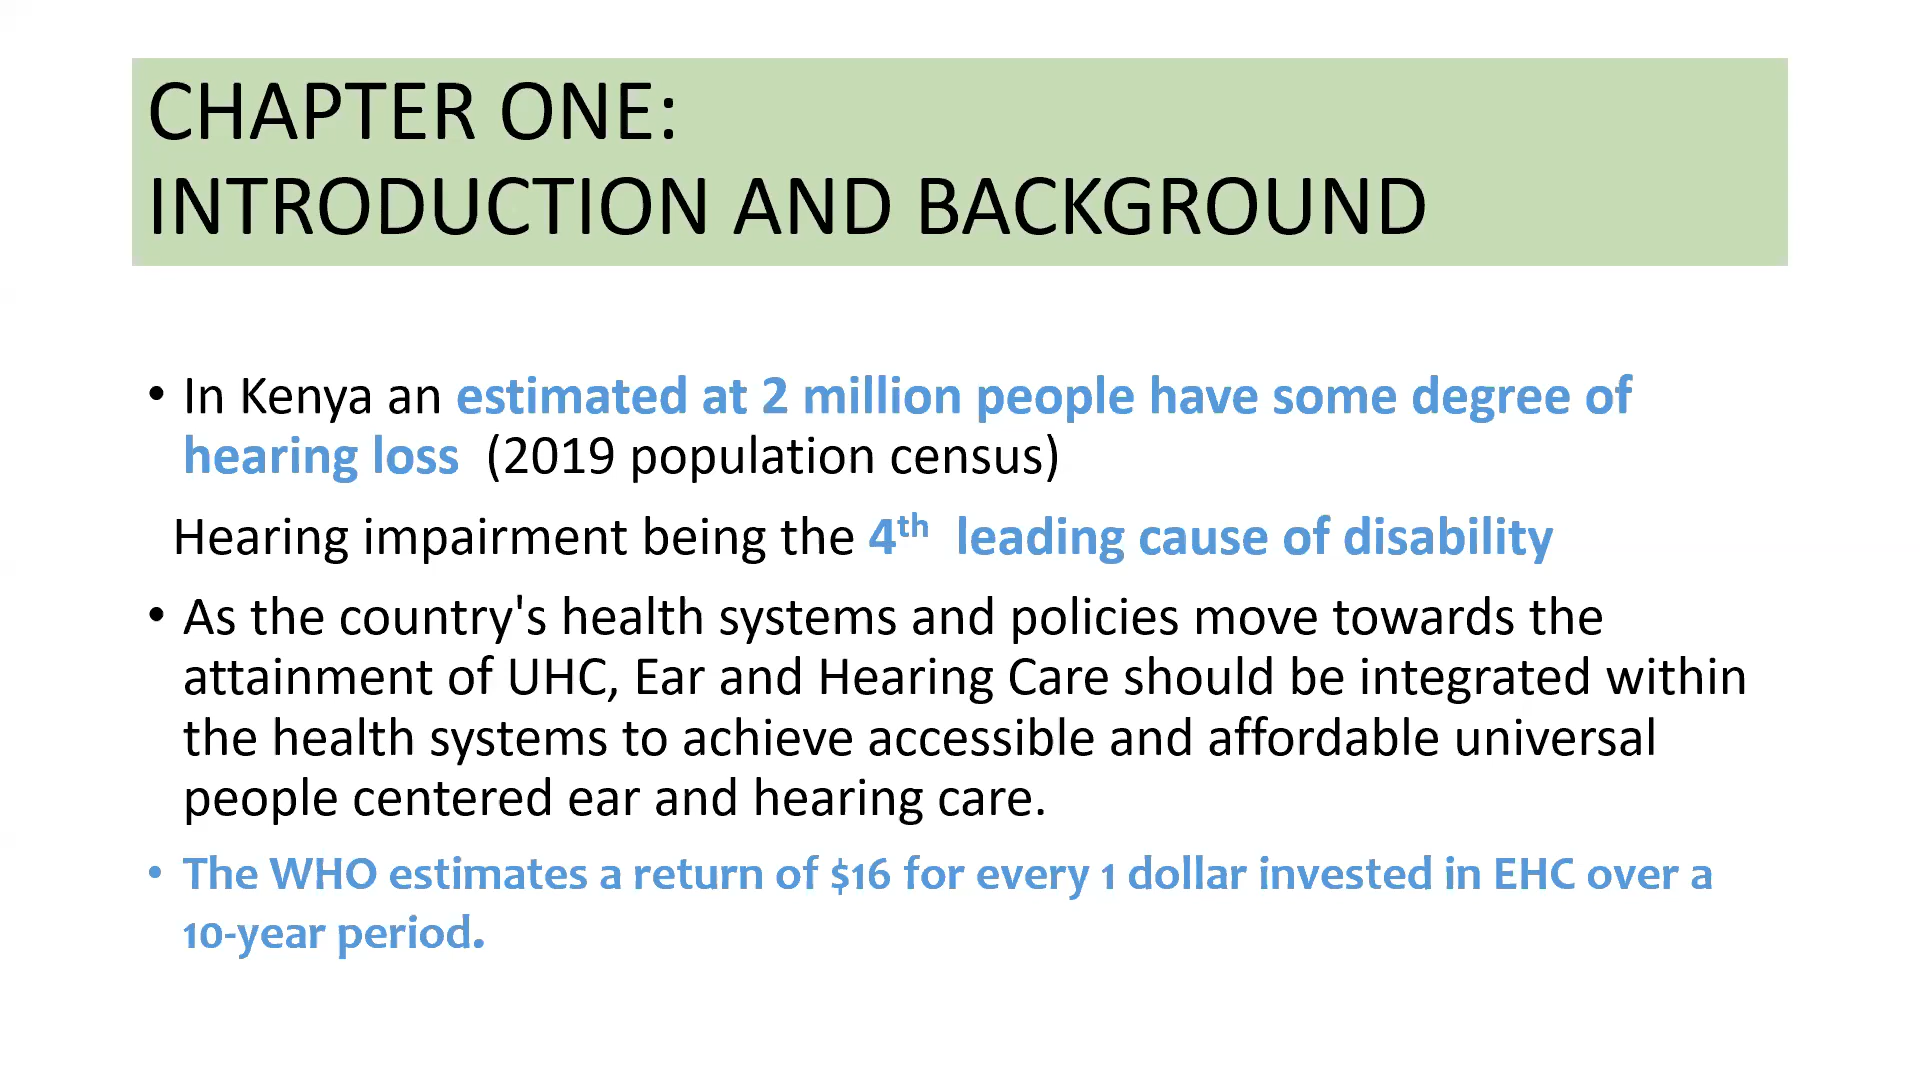 CHAPTER ONE:
INTRODUCTION AND BACKGROUND
• In Kenya an estimated at 2 million people have some degree of
hearing loss (2019 population census)
Hearing impairment being the 4th leading cause of disability
• As the country's health systems and policies move towards the
attainment of UHC, Ear and Hearing Care should be integrated within
the health systems to achieve accessible and affordable universal
people centered ear and hearing care.
• The WHO estimates a return of $16 for every 1 dollar invested in EHC over a
10-year period.